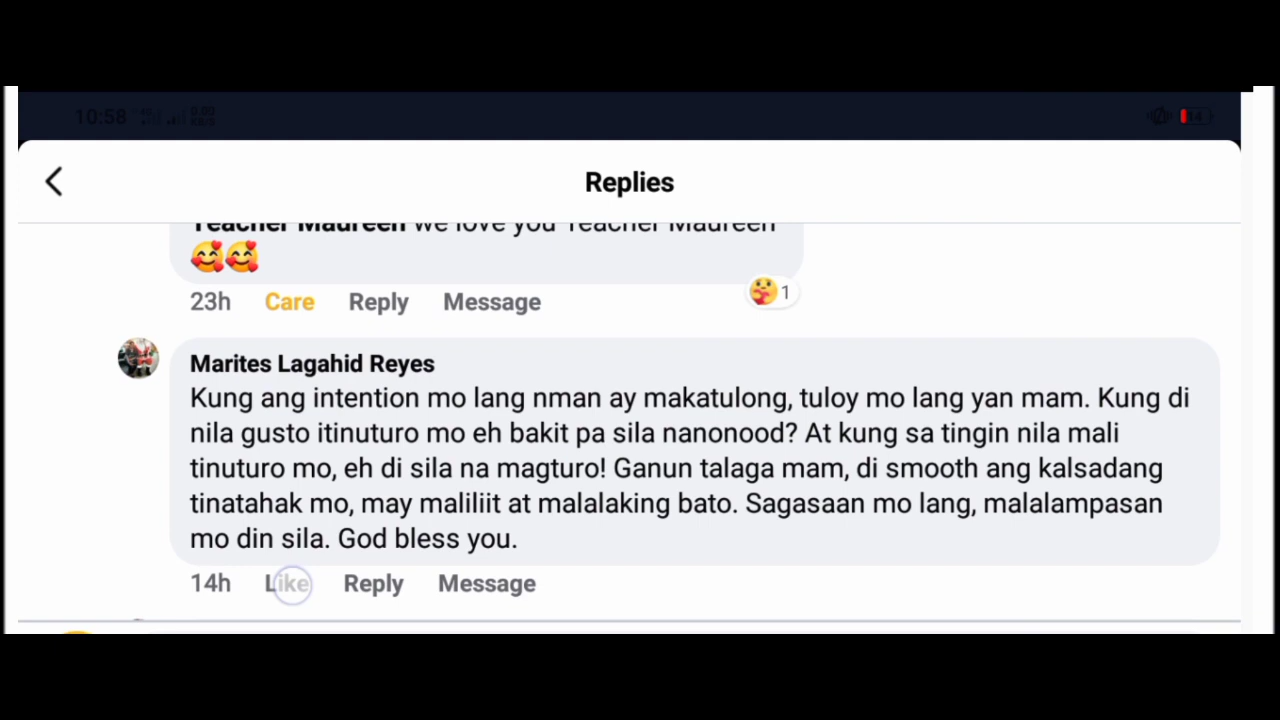 10:58
14
Replies
Teacher Maureen we love you Teacher Maureen
🥰🥰
23h Care Reply Message 1
Marites Lagahid Reyes
Kung ang intention mo lang nman ay makatulong, tuloy mo lang yan mam. Kung di
nila gusto itinuturo mo eh bakit pa sila nanonood? At kung sa tingin nila mali
tinuturo mo, eh di sila na magturo! Ganun talaga mam, di smooth ang kalsadang
tinatahak mo, may maliliit at malalaking bato. Sagasaan mo lang, malalampasan
mo din sila. God bless you.
14h Like Reply Message